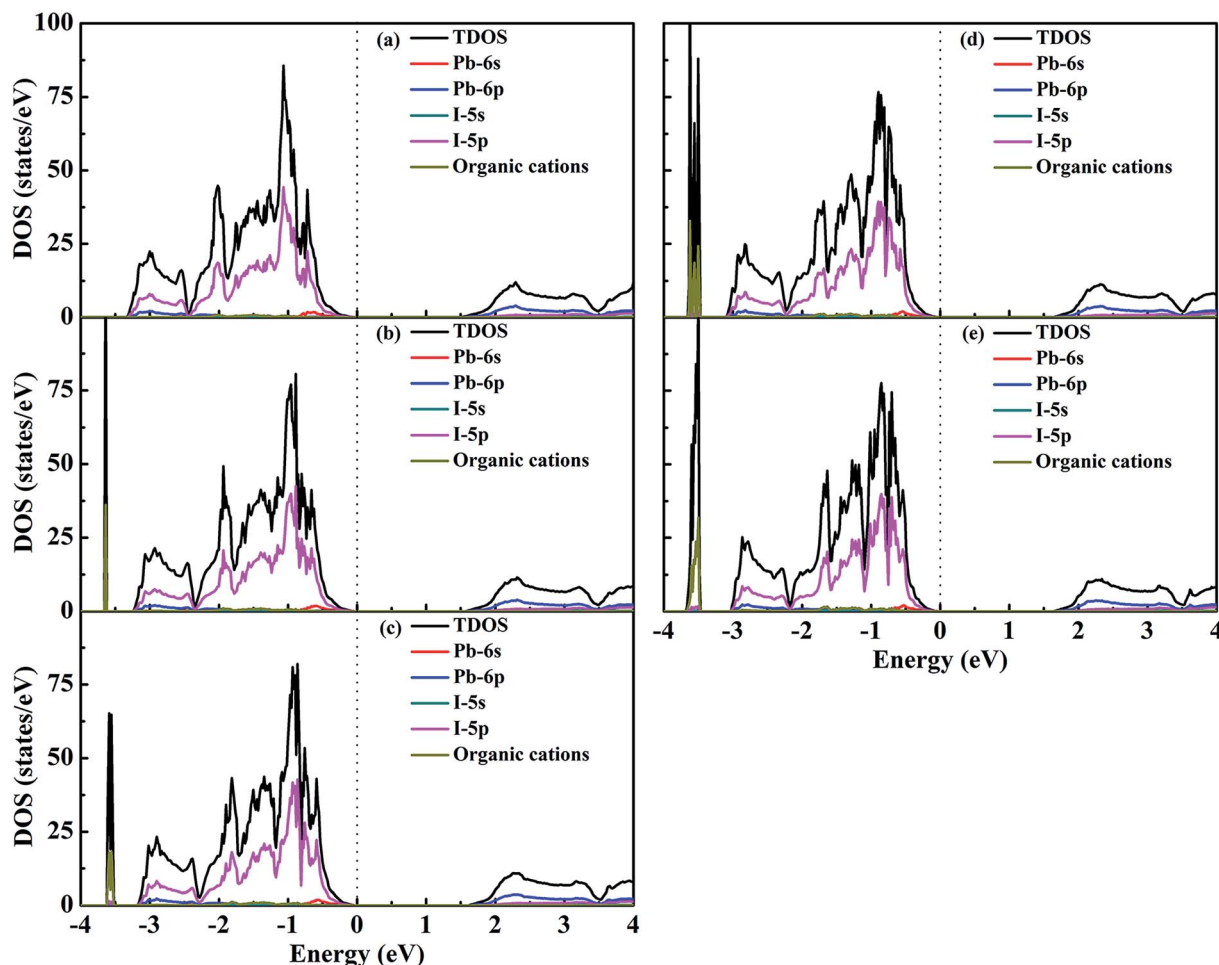 100
75
50
25
0
DOS (states/eV)
(a)
TDOS
Pb-6s
Pb-6p
I-5s
I-5p
Organic cations
75
50
25
0
DOS (states/eV)
(b)
TDOS
Pb-6s
Pb-6p
I-5s
I-5p
Organic cations
75
50
25
0
DOS (states/eV)
(c)
TDOS
Pb-6s
Pb-6p
I-5s
I-5p
Organic cations
-4 -3 -2 -1 0 1 2 3 4
Energy (eV)
(d)
TDOS
Pb-6s
Pb-6p
I-5s
I-5p
Organic cations
(e)
TDOS
Pb-6s
Pb-6p
I-5s
I-5p
Organic cations
-4 -3 -2 -1 0 1 2 3 4
Energy (eV)